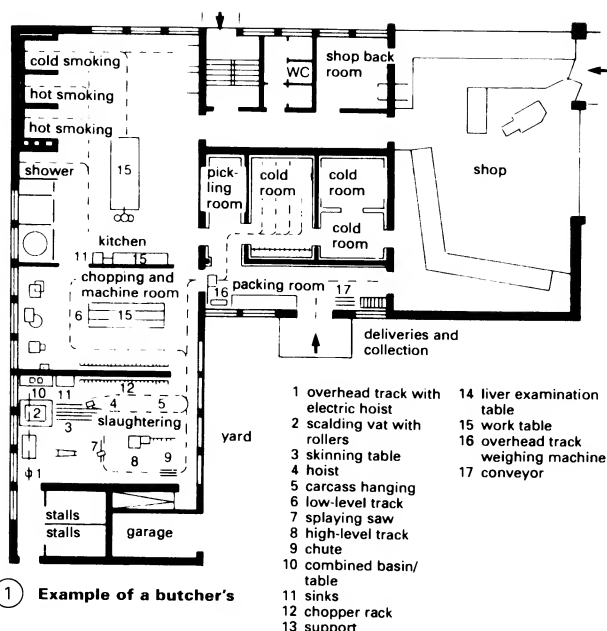 cold smoking
hot smoking
hot smoking
WC
shop back
room
shower
15
pick-
ling
room
cold
room
cold
room
cold
room
shop
kitchen
11
15
chopping and
machine room
6
15
16
packing room
17
deliveries and
collection
10
11
12
2
3
4
5
slaughtering
7
8
9
1
yard
stalls
stalls
garage
1 Example of a butcher's
1 overhead track with
electric hoist
2 scalding vat with
rollers
3 skinning table
4 hoist
5 carcass hanging
6 low-level track
7 splaying saw
8 high-level track
9 chute
10 combined basin/
table
11 sinks
12 chopper rack
13 support
14 liver examination
table
15 work table
16 overhead track
weighing machine
17 conveyor